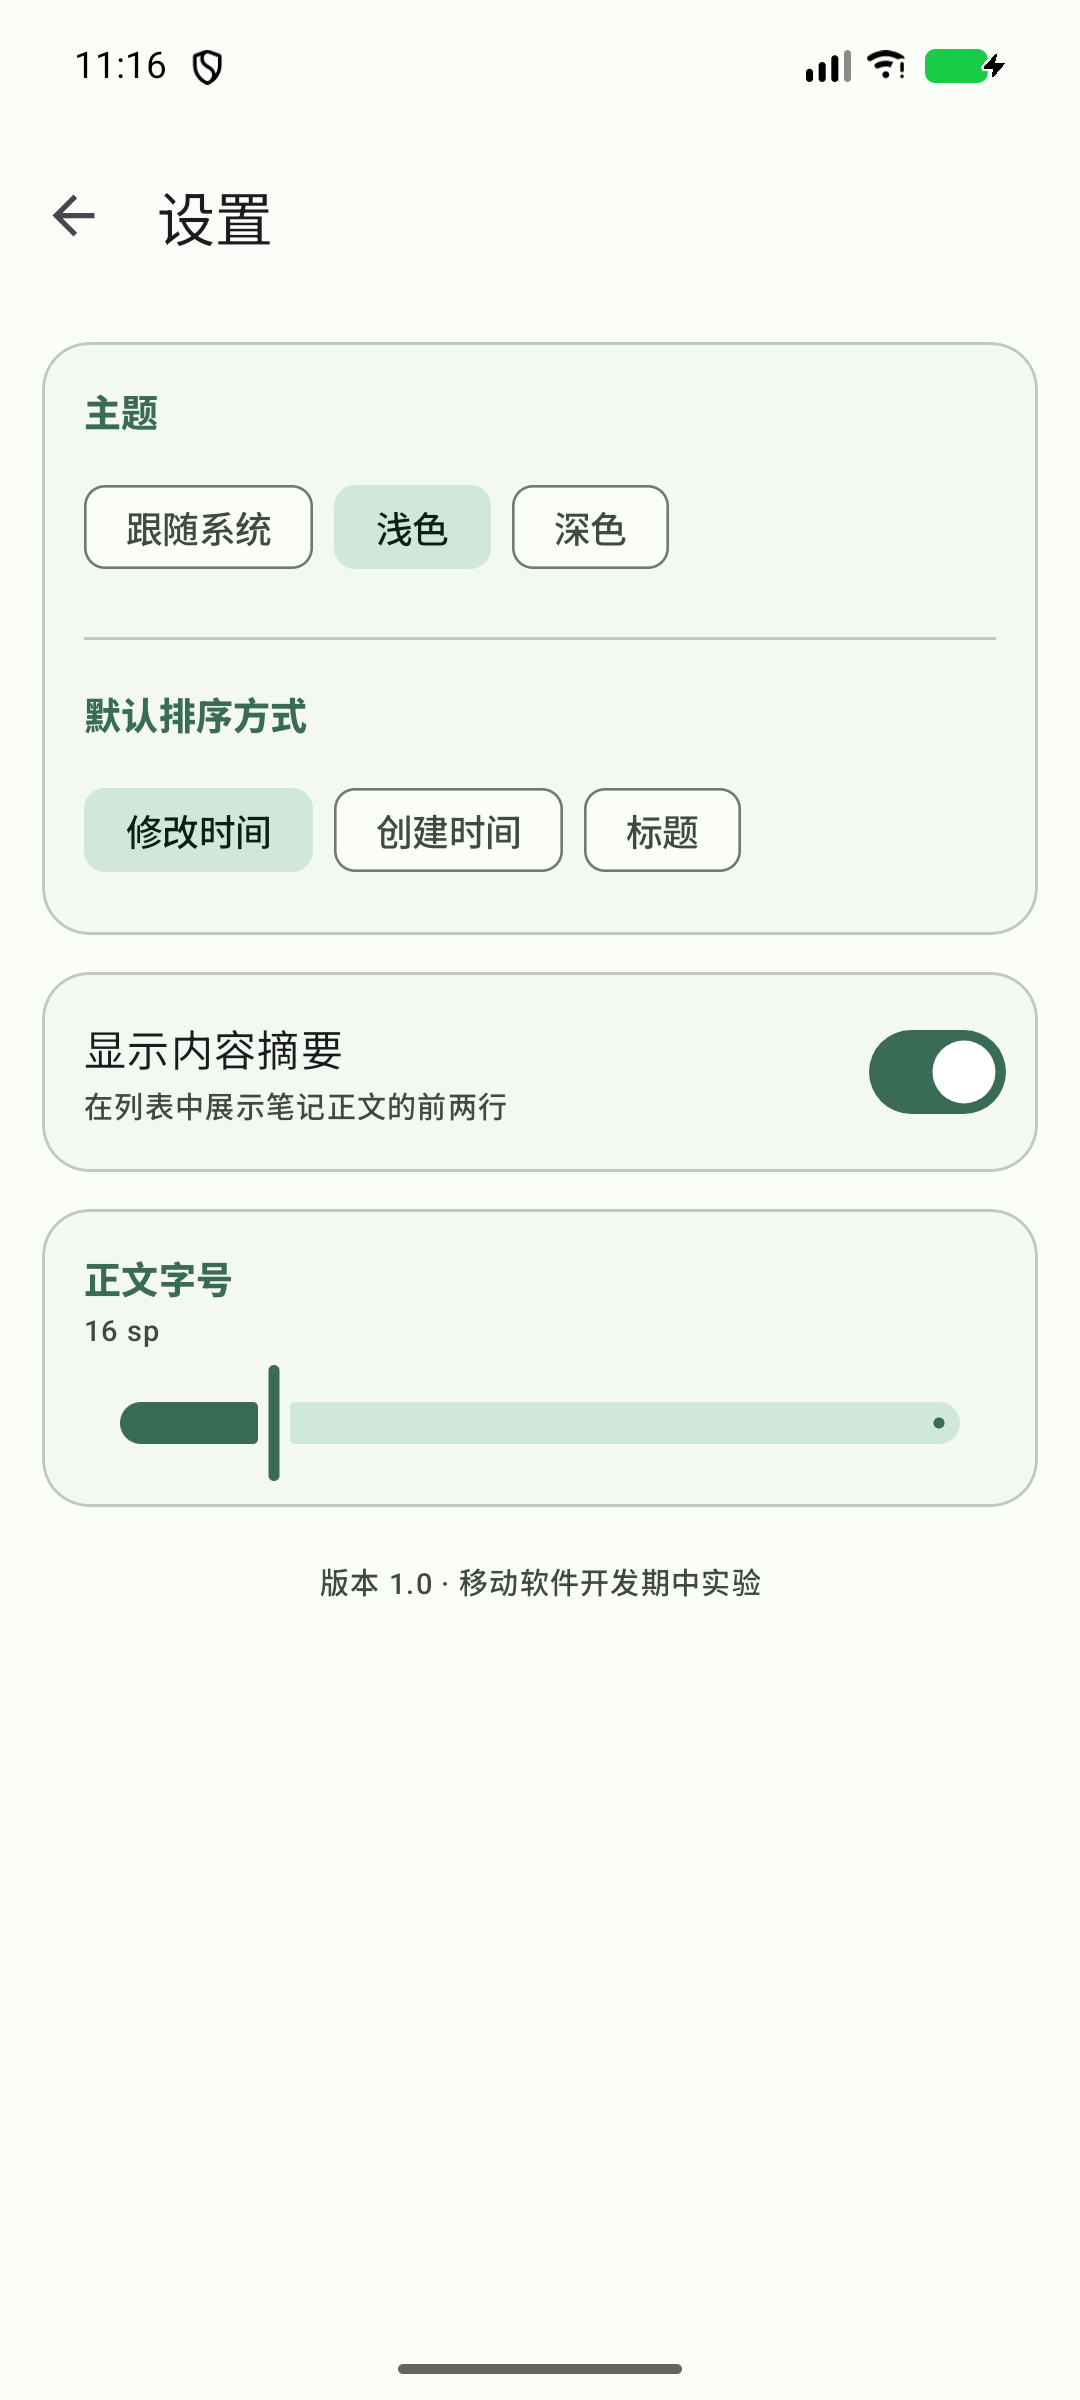 11:16
设置
主题
跟随系统 浅色 深色
默认排序方式
修改时间 创建时间 标题
显示内容摘要
在列表中展示笔记正文的前两行
正文字号
16 sp
版本 1.0 · 移动软件开发期中实验